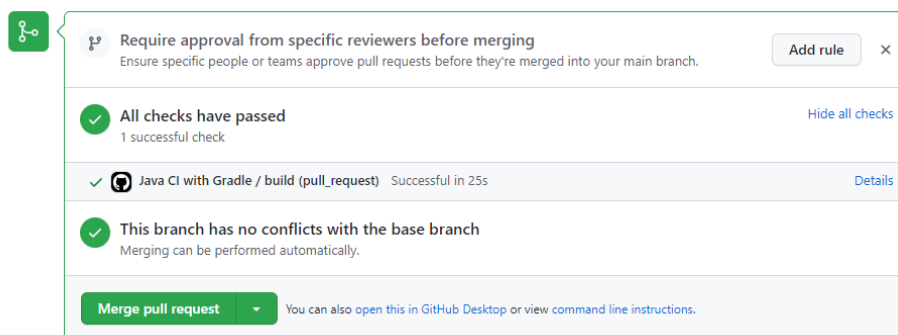 Require approval from specific reviewers before merging
Ensure specific people or teams approve pull requests before they're merged into your main branch.
Add rule
All checks have passed
1 successful check
Hide all checks
Java CI with Gradle / build (pull_request) Successful in 25s
Details
This branch has no conflicts with the base branch
Merging can be performed automatically.
Merge pull request
You can also open this in GitHub Desktop or view command line instructions.